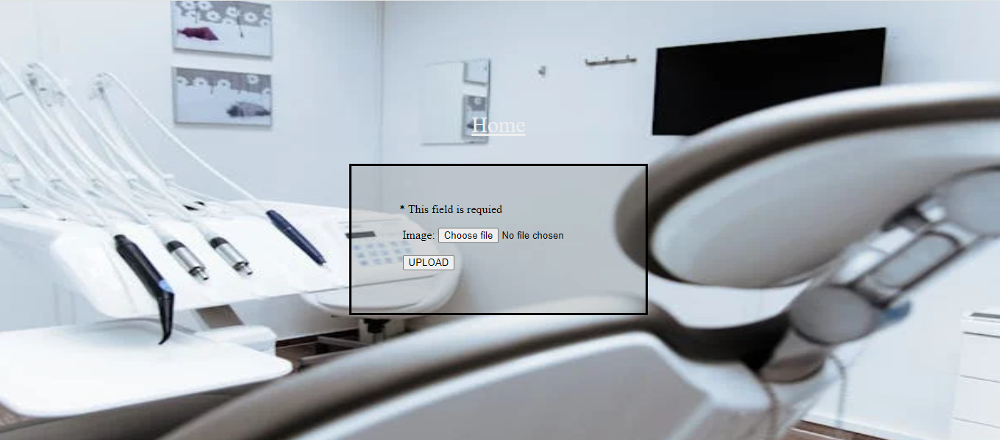 Home
* This field is requied
Image: Choose file No file chosen
UPLOAD